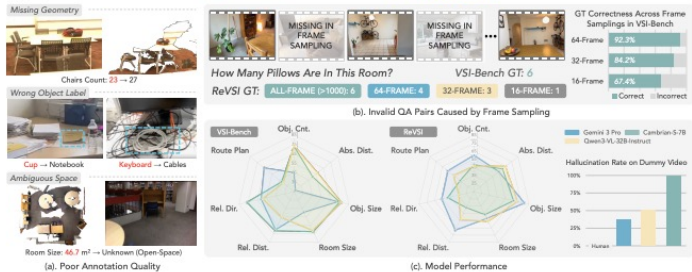 Missing Geometry
Chairs Count: 23 → 27
Wrong Object Label
Cup → Notebook
Keyboard → Cables
Ambiguous Space
Room Size: 46.7 m² → Unknown (Open-Space)
(a). Poor Annotation Quality
MISSING IN FRAME SAMPLING
MISSING IN FRAME SAMPLING
How Many Pillows Are In This Room?
VSI-Bench GT: 6
ReVSI GT:
ALL-FRAME (>1000): 6
64-FRAME: 4
32-FRAME: 3
16-FRAME: 1
GT Correctness Across Frame
Samplings in VSI-Bench
64-Frame
92.3%
32-Frame
84.2%
16-Frame
67.4%
Correct
Incorrect
(b). Invalid QA Pairs Caused by Frame Sampling
VSI-Bench
Obj. Cnt.
Abs. Dist.
Obj. Size
Room Size
Rel. Dist.
Rel. Dir.
Route Plan
ReVSI
Obj. Cnt.
Abs. Dist.
Obj. Size
Room Size
Rel. Dist.
Rel. Dir.
Route Plan
Gemini 3 Pro
Cambrian-S-7B
Qwen3-VL-32B-Instruct
Hallucination Rate on Dummy Video
100%
75%
50%
25%
0%
Human
(c). Model Performance